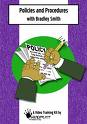 Policies and Procedures
with Bradley Smith
POLICY
A Video Training Kit by